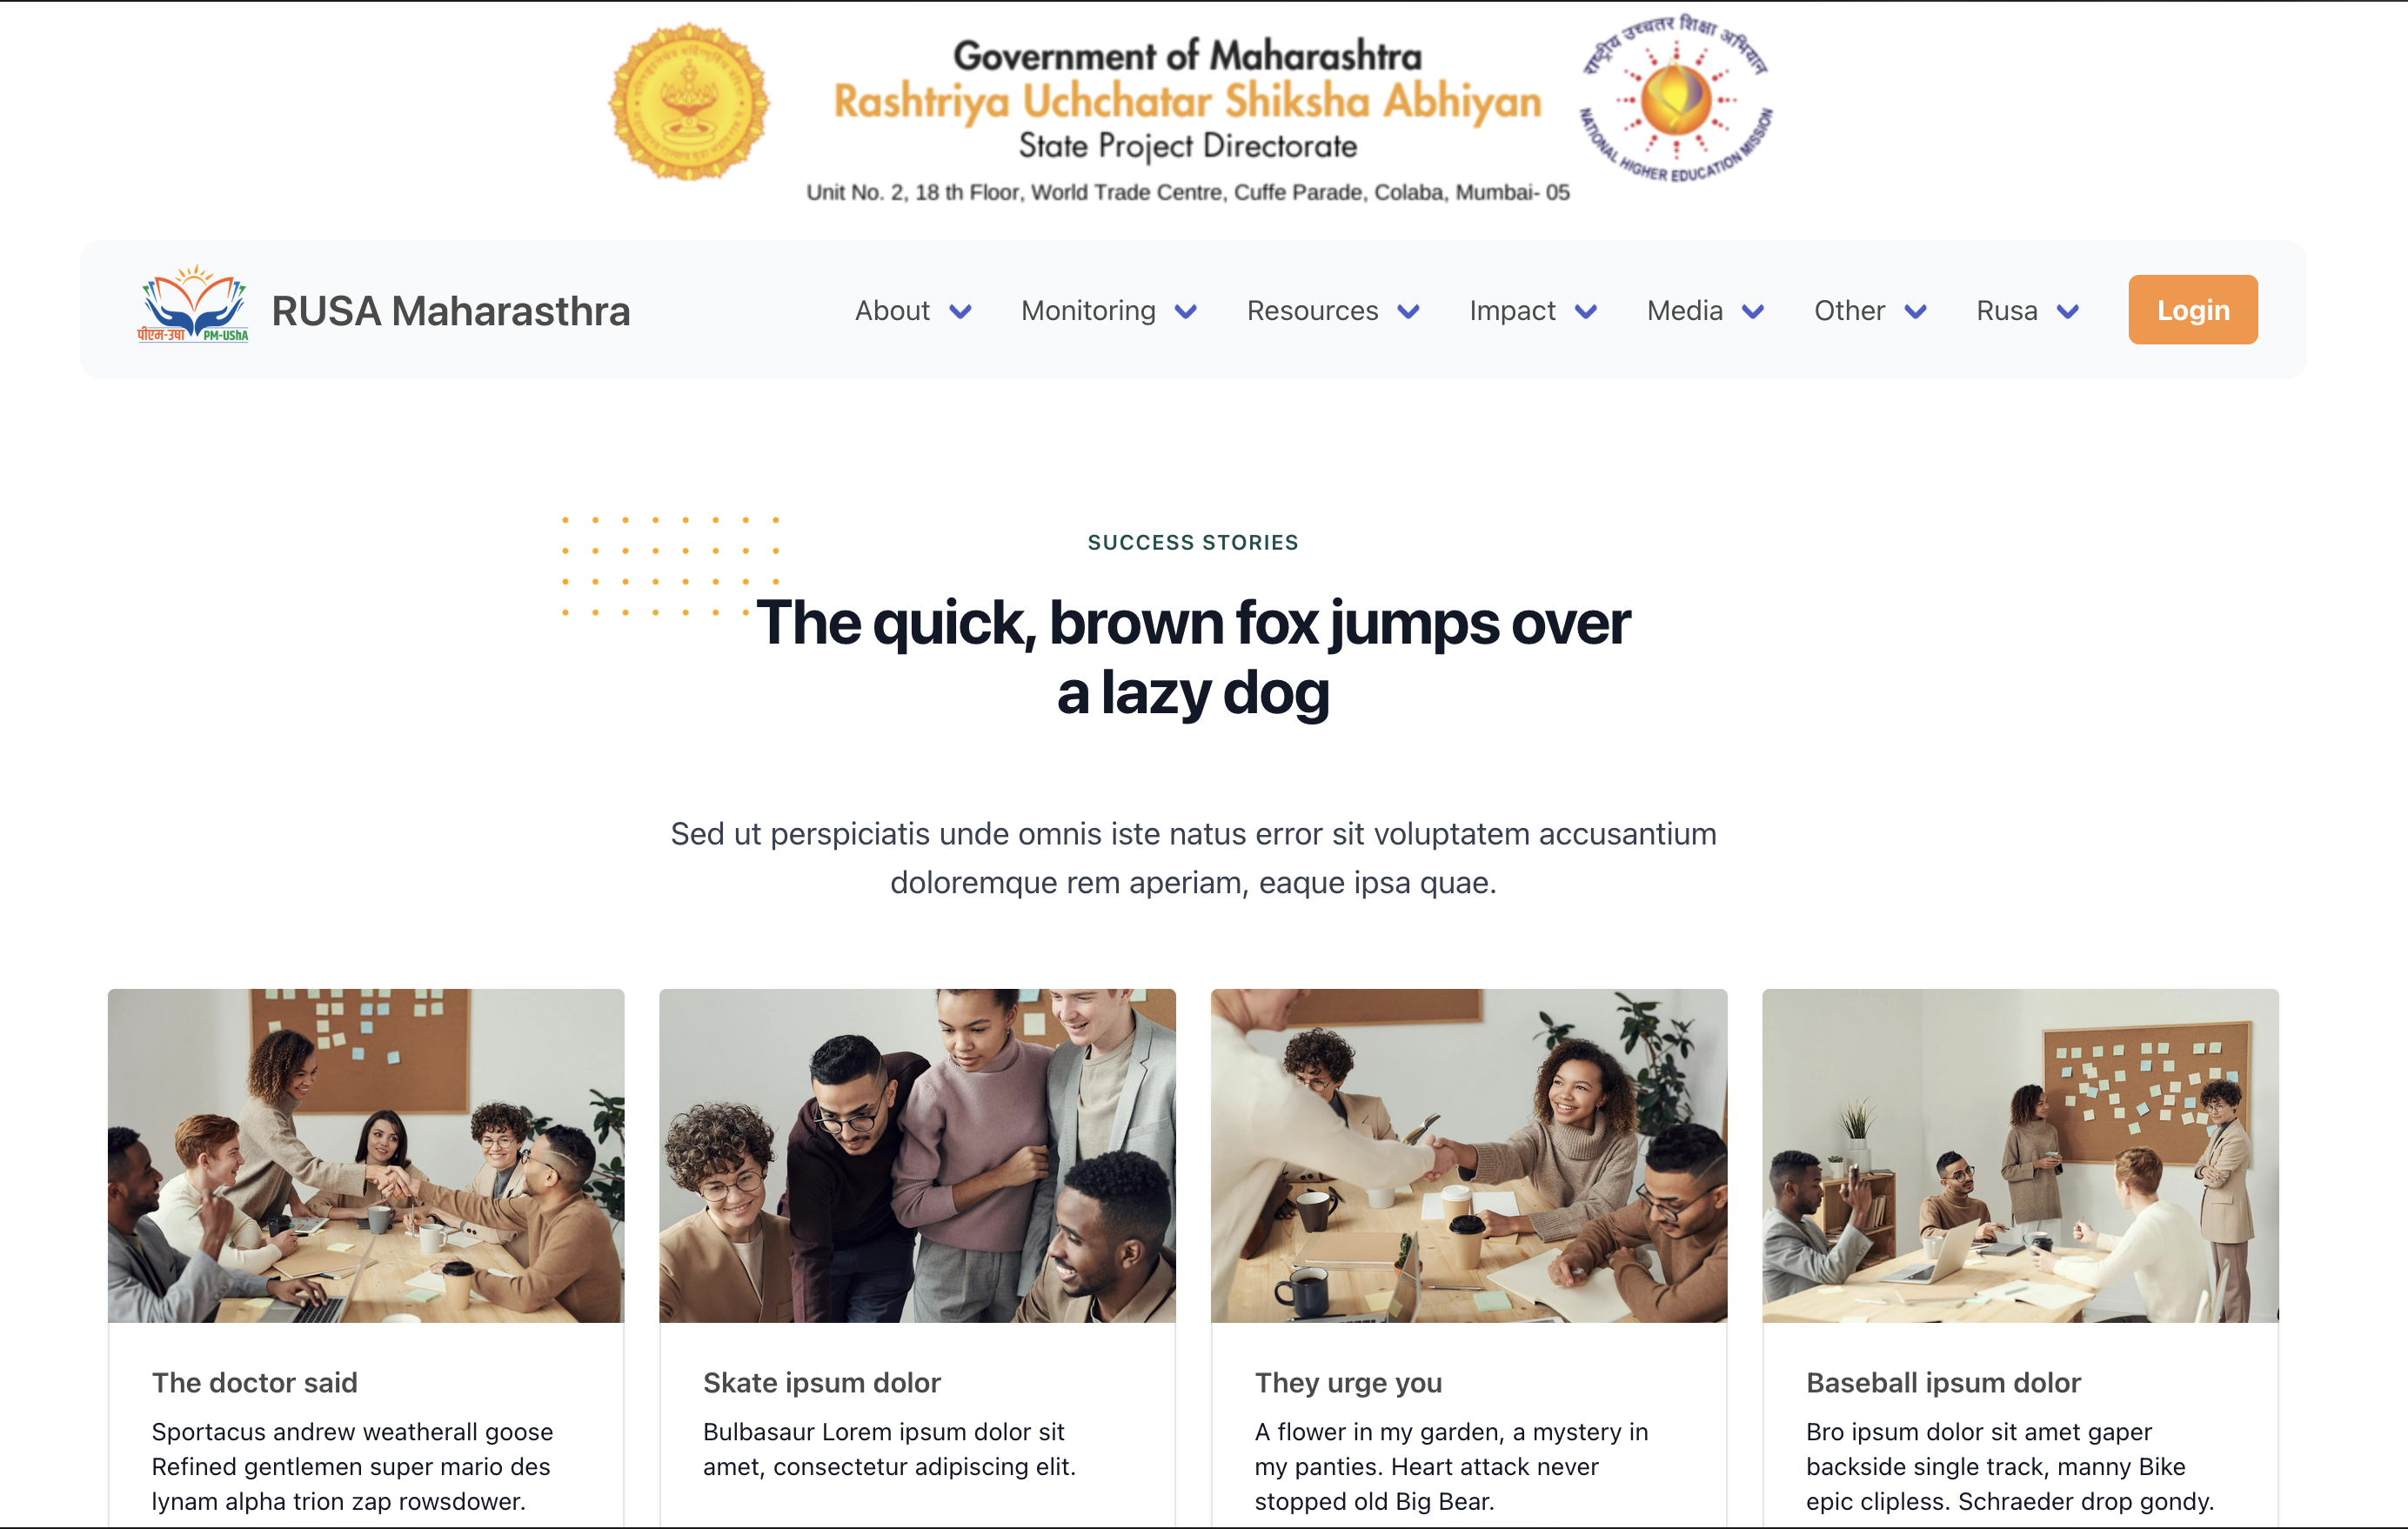 Government of Maharashtra
Rashtriya Uchchatar Shiksha Abhiyan
State Project Directorate
Unit No. 2, 18 th Floor, World Trade Centre, Cuffe Parade, Colaba, Mumbai- 05
राष्ट्रीय उच्चतर शिक्षा अभियान
NATIONAL HIGHER EDUCATION MISSION
पीएम-उषा PM-UShA
RUSA Maharasthra
About Monitoring Resources Impact Media Other Rusa Login
SUCCESS STORIES
The quick, brown fox jumps over
a lazy dog
Sed ut perspiciatis unde omnis iste natus error sit voluptatem accusantium
doloremque rem aperiam, eaque ipsa quae.
The doctor said
Spotacus andrew weatherall goose
Refined gentlemen super mario des
lynam alpha trion zap rowsdower.
Skate ipsum dolor
Bulbasaur Lorem ipsum dolor sit
amet, consectetur adipiscing elit.
They urge you
A flower in my garden, a mystery in
my panties. Heart attack never
stopped old Big Bear.
Baseball ipsum dolor
Bro ipsum dolor sit amet gaper
backside single track, manny Bike
epic clipless. Schraeder drop gondy.